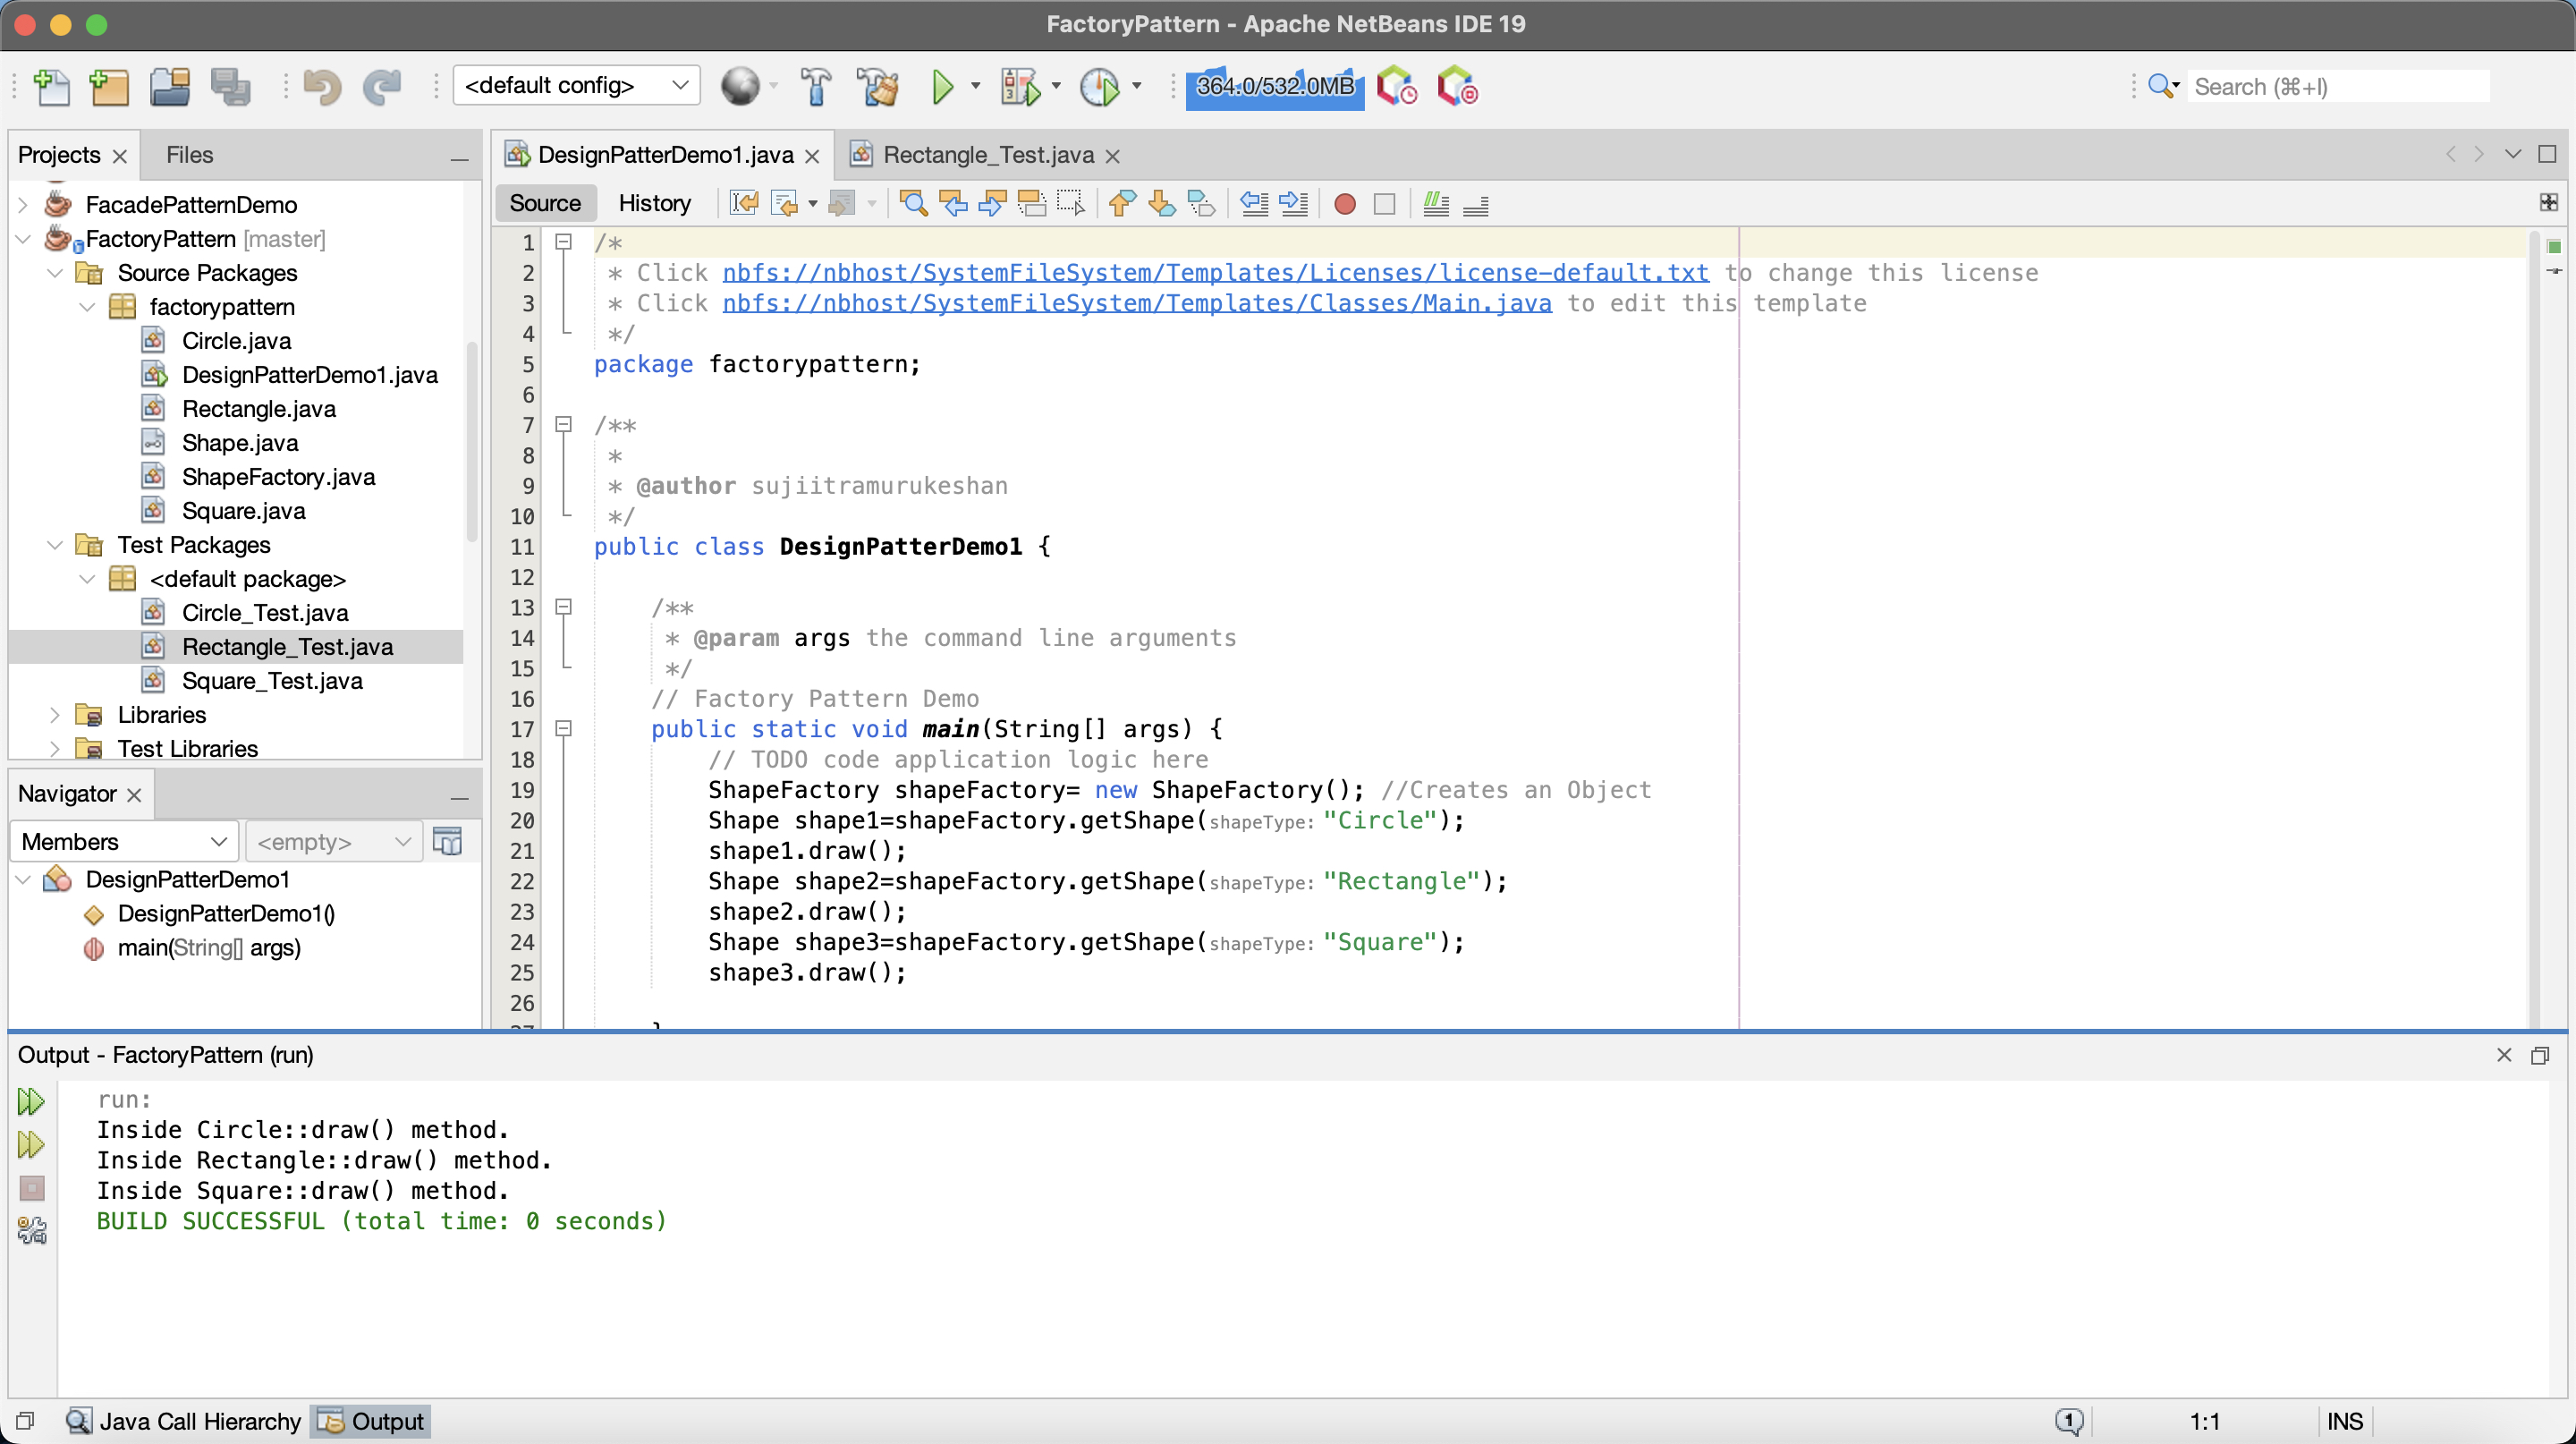 FactoryPattern - Apache NetBeans IDE 19
<default config>
364.0/532.0MB
Search (⌘+I)
Projects
Files
FacadePatternDemo
FactoryPattern [master]
Source Packages
factorypattern
Circle.java
DesignPatterDemo1.java
Rectangle.java
Shape.java
ShapeFactory.java
Square.java
Test Packages
<default package>
Circle_Test.java
Rectangle_Test.java
Square_Test.java
Libraries
Test Libraries
Navigator
Members
<empty>
DesignPatterDemo1
DesignPatterDemo1()
main(String[] args)
DesignPatterDemo1.java
Rectangle_Test.java
Source
History
1 /*
2 * Click nbfs://nbhost/SystemFileSystem/Templates/Licenses/license-default.txt to change this license
3 * Click nbfs://nbhost/SystemFileSystem/Templates/Classes/Main.java to edit this template
4 */
5 package factorypattern;
6
7 /**
8 *
9 * @author sujiitramurukeshan
10 */
11 public class DesignPatterDemo1 {
12
13 /**
14 * @param args the command line arguments
15 */
16 // Factory Pattern Demo
17 public static void main(String[] args) {
18 // TODO code application logic here
19 ShapeFactory shapeFactory= new ShapeFactory(); //Creates an Object
20 Shape shape1=shapeFactory.getShape(shapeType: "Circle");
21 shape1.draw();
22 Shape shape2=shapeFactory.getShape(shapeType: "Rectangle");
23 shape2.draw();
24 Shape shape3=shapeFactory.getShape(shapeType: "Square");
25 shape3.draw();
26
Output - FactoryPattern (run)
run:
Inside Circle::draw() method.
Inside Rectangle::draw() method.
Inside Square::draw() method.
BUILD SUCCESSFUL (total time: 0 seconds)
Java Call Hierarchy
Output
1
1:1
INS